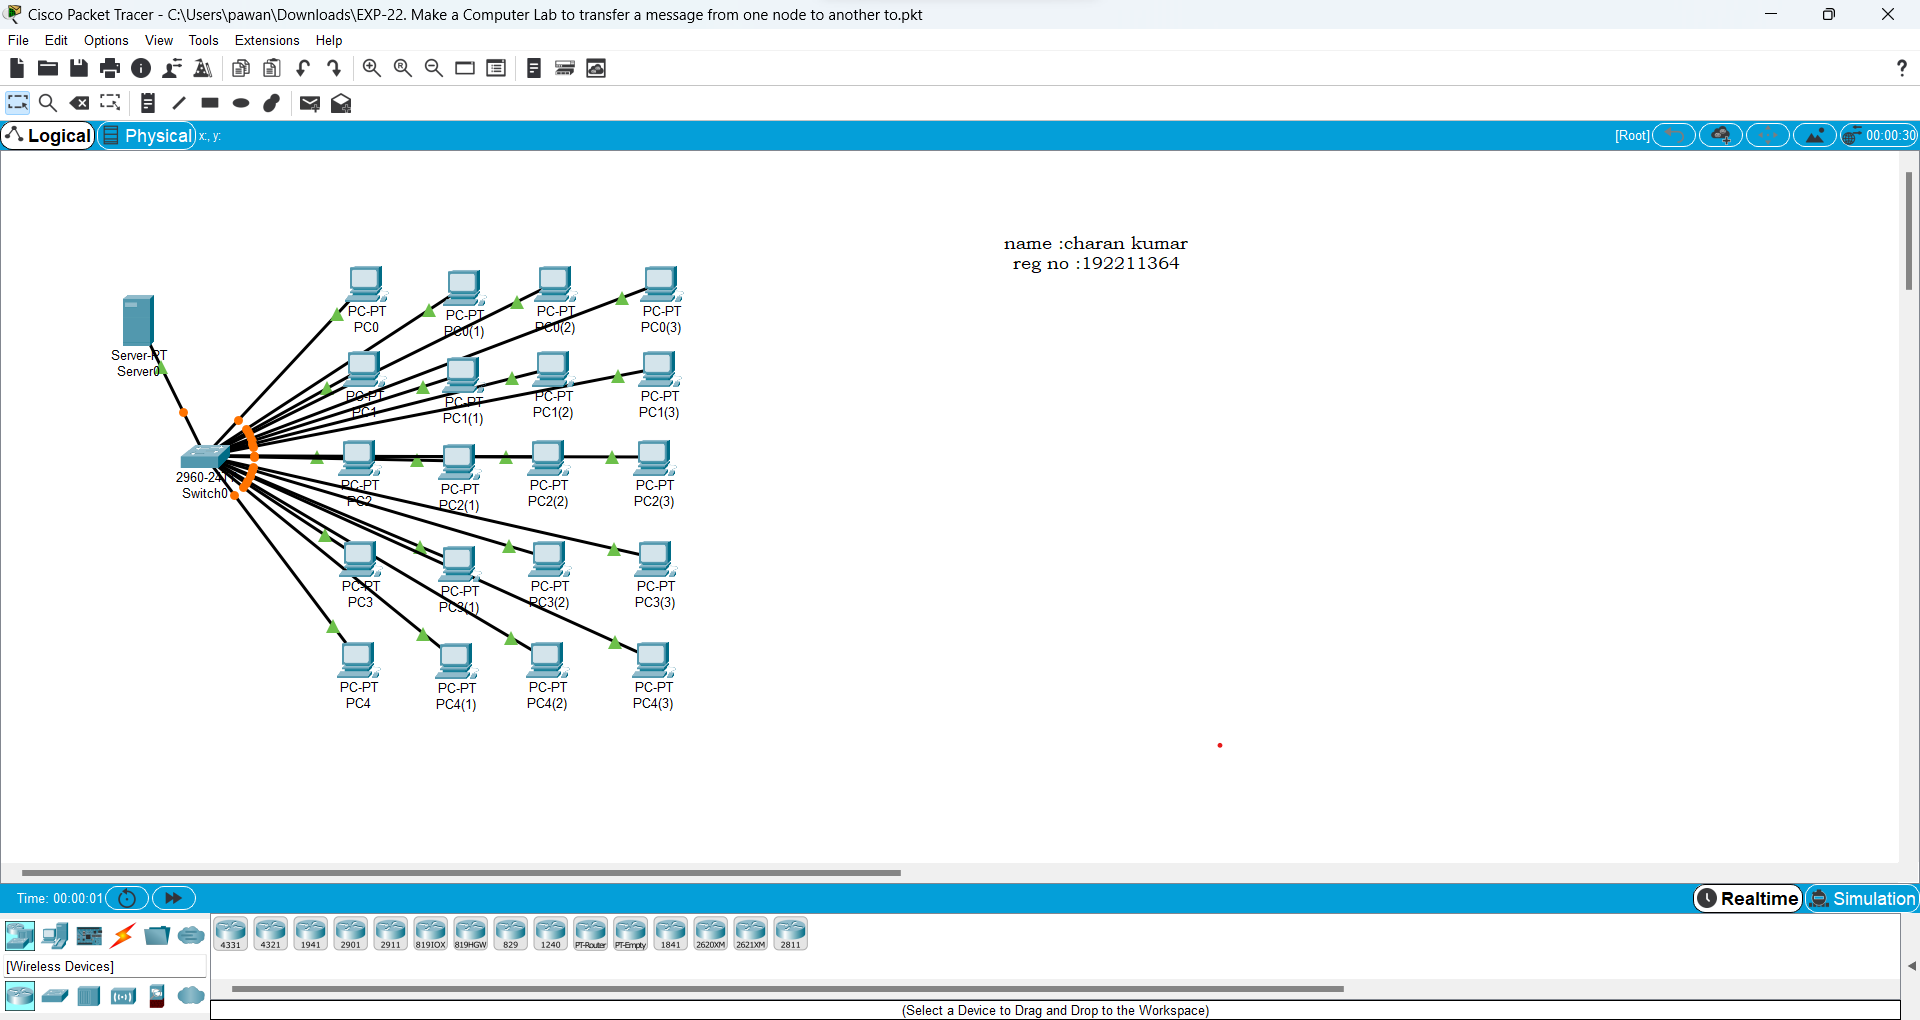 Cisco Packet Tracer - C:\Users\pawan\Downloads\EXP-22. Make a Computer Lab to transfer a message from one node to another to.pkt
File Edit Options View Tools Extensions Help
Logical Physical x:, y: [Root] 00:00:30
name :charan kumar
reg no :192211364
PC-PT PC-PT PC-PT PC-PT
PC0 PC0(1) PC0(2) PC0(3)
Server-PT
Server0
PC-PT PC-PT PC-PT PC-PT
PC1 PC1(1) PC1(2) PC1(3)
2960-24
Switch0
PC-PT PC-PT PC-PT PC-PT
PC2 PC2(1) PC2(2) PC2(3)
PC-PT PC-PT PC-PT PC-PT
PC3 PC3(1) PC3(2) PC3(3)
PC-PT PC-PT PC-PT PC-PT
PC4 PC4(1) PC4(2) PC4(3)
Time: 00:00:01 Realtime Simulation
4331 4321 1941 2901 2911 819IOX 819HGW 829 1240 PT-Router PT-Empty 1841 2620XM 2621XM 2811
[Wireless Devices]
(Select a Device to Drag and Drop to the Workspace)